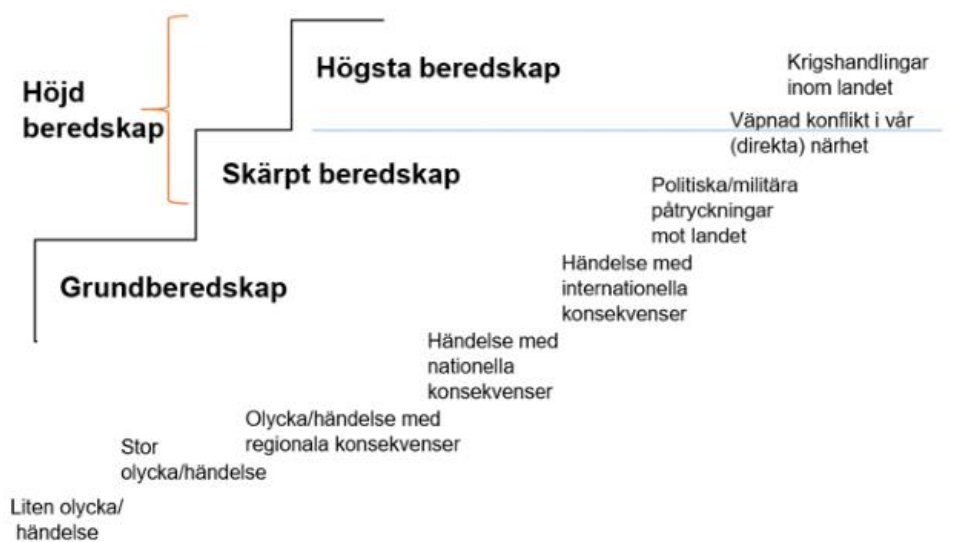 Höjd
beredskap
Högsta beredskap
Skärpt beredskap
Grundberedskap
Krigshandlingar
inom landet
Väpnad konflikt i vår
(direkta) närhet
Politiska/militära
påtryckningar
mot landet
Händelse med
internationella
konsekvenser
Händelse med
nationella
konsekvenser
Olycka/händelse med
regionala konsekvenser
Stor
olycka/händelse
Liten olycka/
händelse